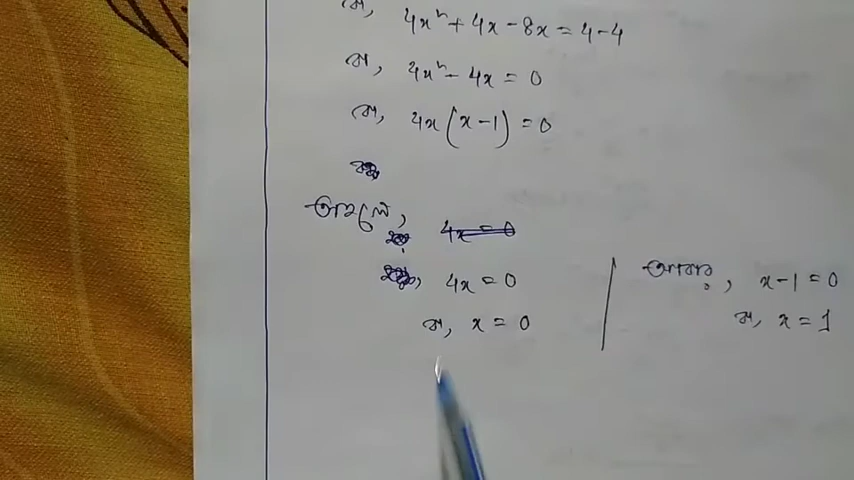 বা, 4x² + 4x - 8x = 4 - 4
বা, 4x² - 4x = 0
বা, 4x(x - 1) = 0
তাহলে, 4x = 0
4x = 0
বা, x = 0
আবার, x - 1 = 0
বা, x = 1